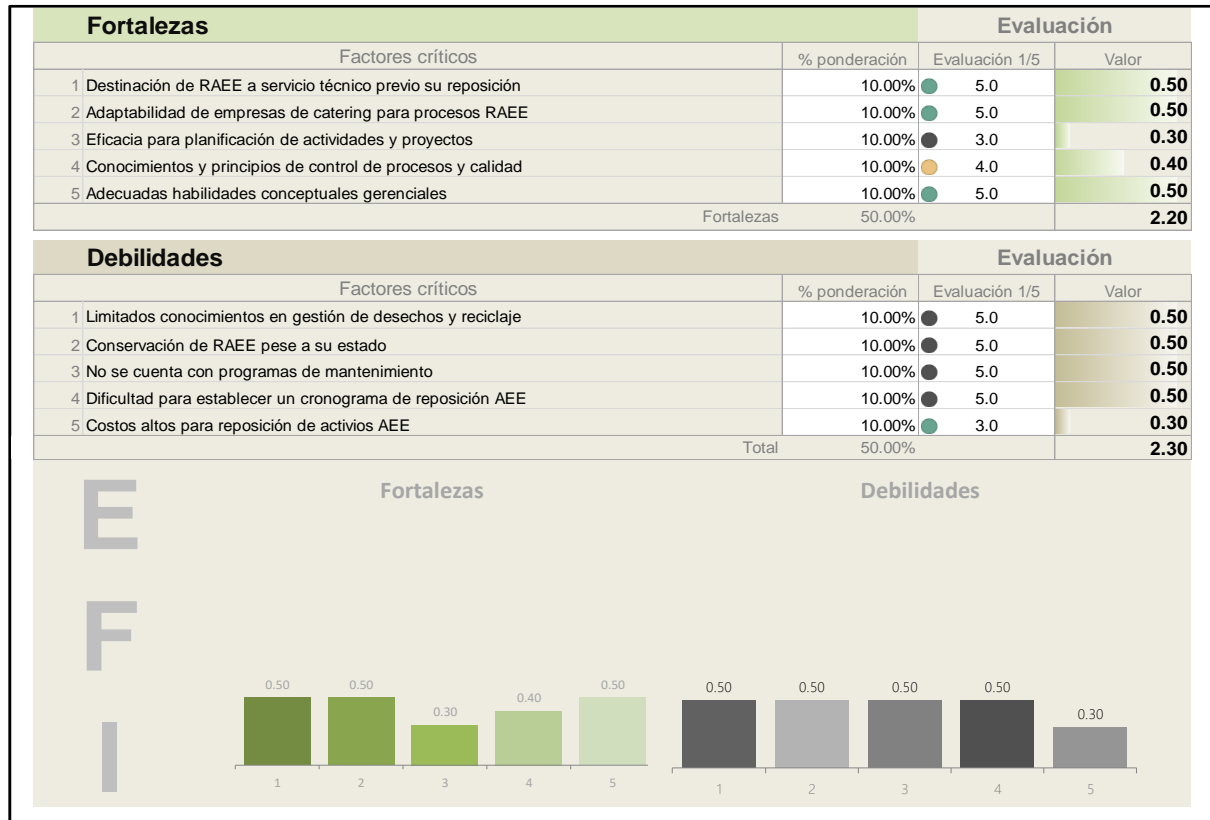 Fortalezas Evaluación
Factores críticos % ponderación Evaluación 1/5 Valor
1 Destinación de RAEE a servicio técnico previo su reposición 10.00% 5.0 0.50
2 Adaptabilidad de empresas de catering para procesos RAEE 10.00% 5.0 0.50
3 Eficacia para planificación de actividades y proyectos 10.00% 3.0 0.30
4 Conocimientos y principios de control de procesos y calidad 10.00% 4.0 0.40
5 Adecuadas habilidades conceptuales gerenciales 10.00% 5.0 0.50
Fortalezas 50.00% 2.20
Debilidades Evaluación
Factores críticos % ponderación Evaluación 1/5 Valor
1 Limitados conocimientos en gestión de desechos y reciclaje 10.00% 5.0 0.50
2 Conservación de RAEE pese a su estado 10.00% 5.0 0.50
3 No se cuenta con programas de mantenimiento 10.00% 5.0 0.50
4 Dificultad para establecer un cronograma de reposición AEE 10.00% 5.0 0.50
5 Costos altos para reposición de activios AEE 10.00% 3.0 0.30
Total 50.00% 2.30
E
F
I
Fortalezas
0.50 0.50 0.30 0.40 0.50
1 2 3 4 5
Debilidades
0.50 0.50 0.50 0.50 0.30
1 2 3 4 5